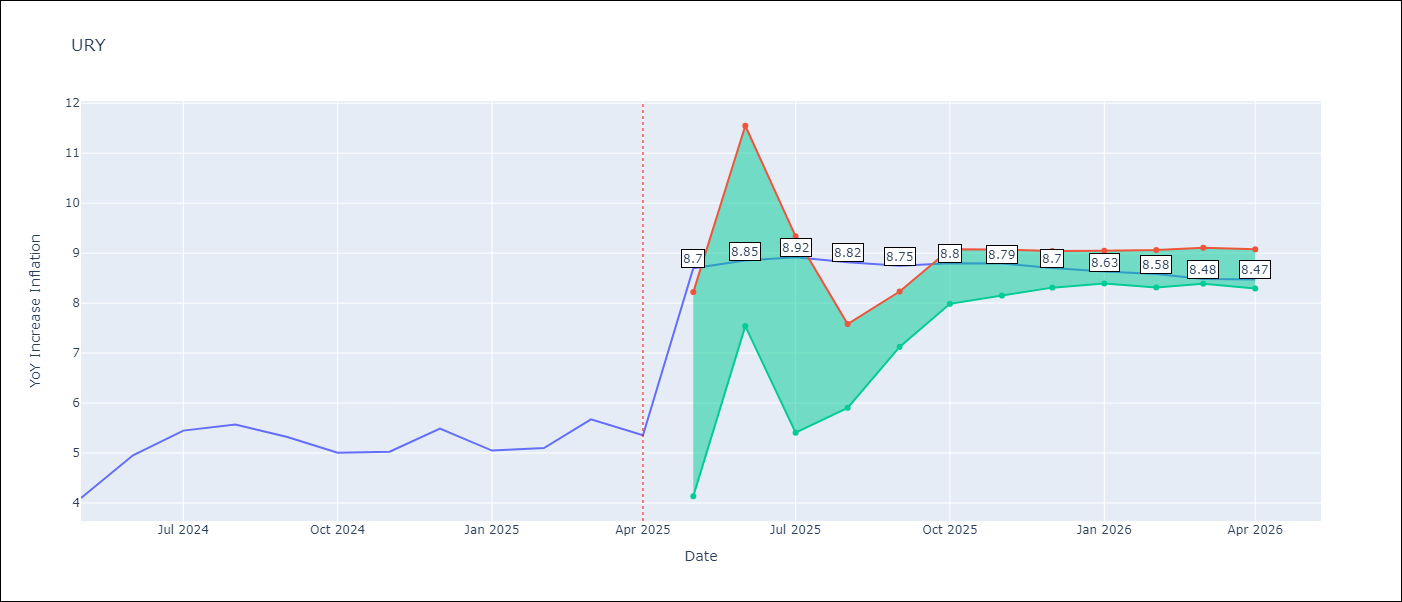 URY
12
11
10
9
8
7
6
5
4
YoY Increase Inflation
8.7
8.85
8.92
8.82
8.75
8.8
8.79
8.7
8.63
8.58
8.48
8.47
Jul 2024
Oct 2024
Jan 2025
Apr 2025
Jul 2025
Oct 2025
Jan 2026
Apr 2026
Date